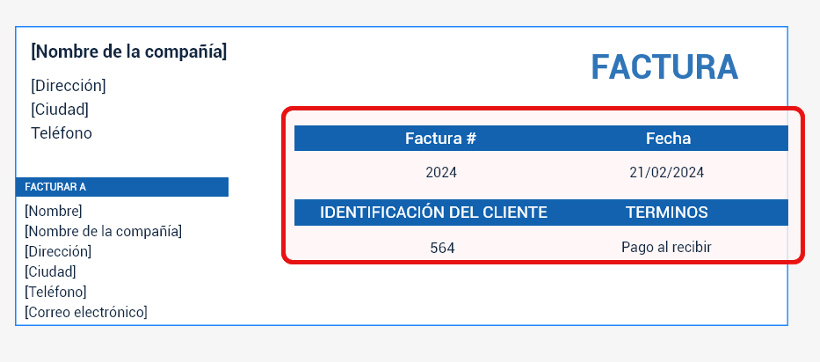 [Nombre de la compañía]
FACTURA
[Dirección]
[Ciudad]
Teléfono
Factura # Fecha
2024 21/02/2024
FACTURAR A
IDENTIFICACIÓN DEL CLIENTE TERMINOS
564 Pago al recibir
[Nombre]
[Nombre de la compañía]
[Dirección]
[Ciudad]
[Teléfono]
[Correo electrónico]